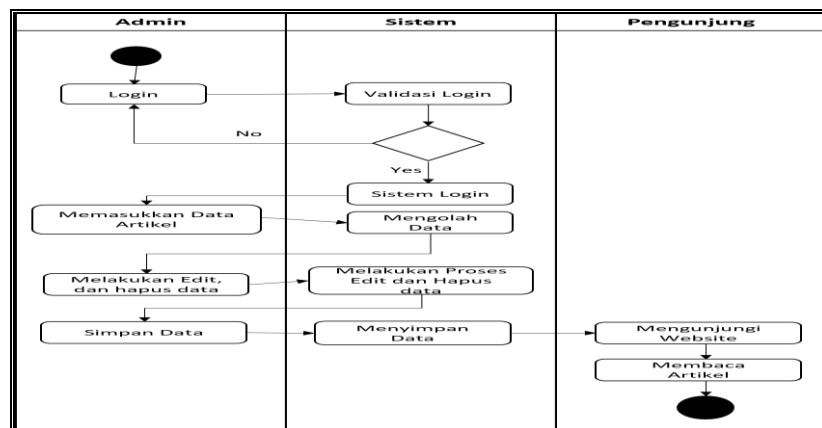 Admin
Sistem
Pengunjung
Login
Validasi Login
No
Yes
Sistem Login
Memasukkan Data
Artikel
Mengolah
Data
Melakukan Edit,
dan hapus data
Melakukan Proses
Edit dan Hapus
data
Simpan Data
Menyimpan
Data
Mengunjungi
Website
Membaca
Artikel